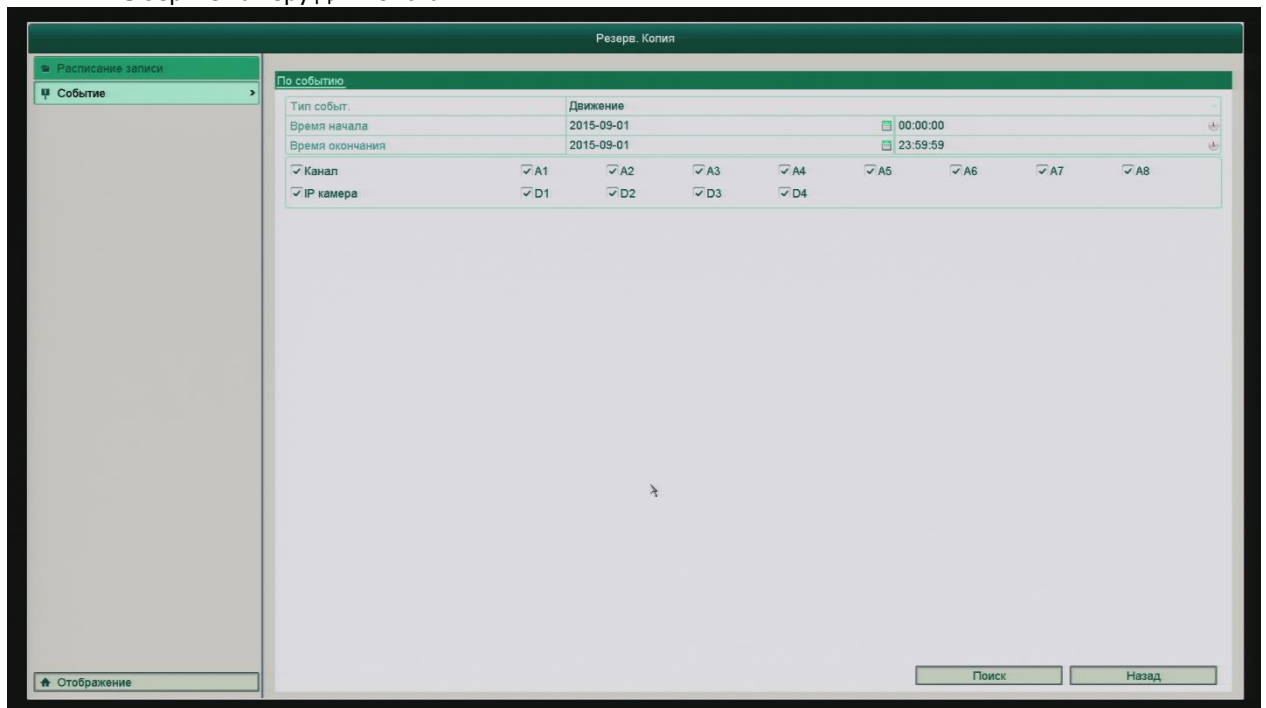 Резерв. Копия
Расписание записи
Событие
По событию
Тип событ. Движение
Время начала 2015-09-01 00:00:00
Время окончания 2015-09-01 23:59:59
Канал A1 A2 A3 A4 A5 A6 A7 A8
IP камера D1 D2 D3 D4
Поиск Назад
Отображение